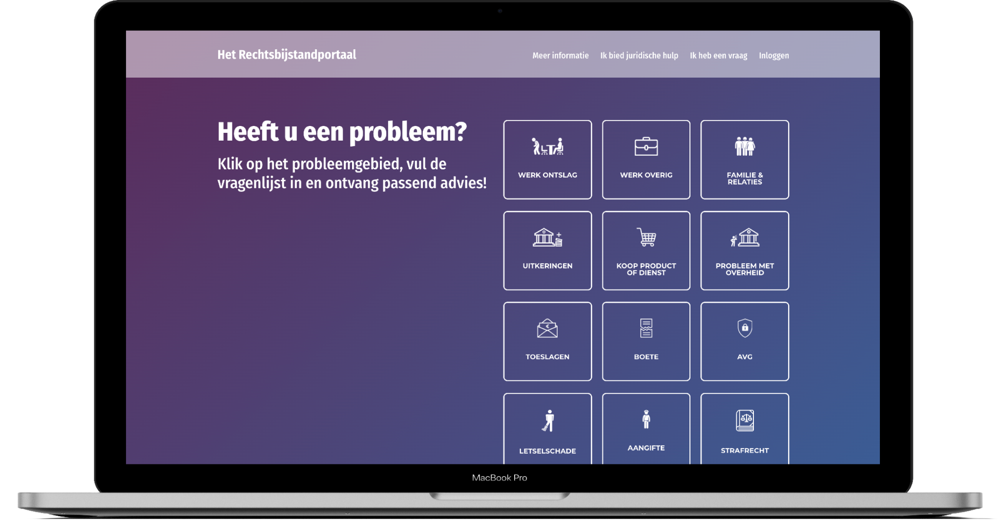 Het Rechtsbijstandportaal
Meer informatie
Ik bied juridische hulp
Ik heb een vraag
Inloggen
Heeft u een probleem?
Klik op het probleemgebied, vul de
vragenlijst in en ontvang passend advies!
WERK ONTSLAG
WERK OVERIG
FAMILIE &
RELATIES
UITKERINGEN
KOOP PRODUCT
OF DIENST
PROBLEEM MET
OVERHEID
€
TOESLAGEN
BOETE
AVG
LETSELSCHADE
AANGIFTE
STRAFRECHT
MacBook Pro